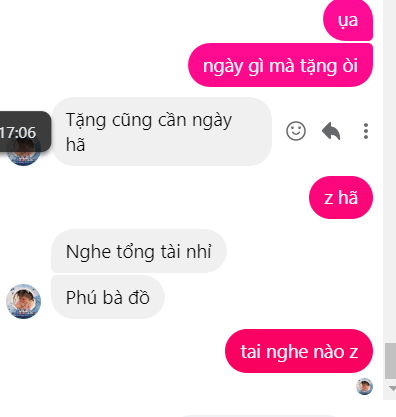 ụa
ngày gì mà tặng òi
Tặng cũng cần ngày
hã
17:06
z hã
Nghe tổng tài nhỉ
Phú bà đồ
tai nghe nào z